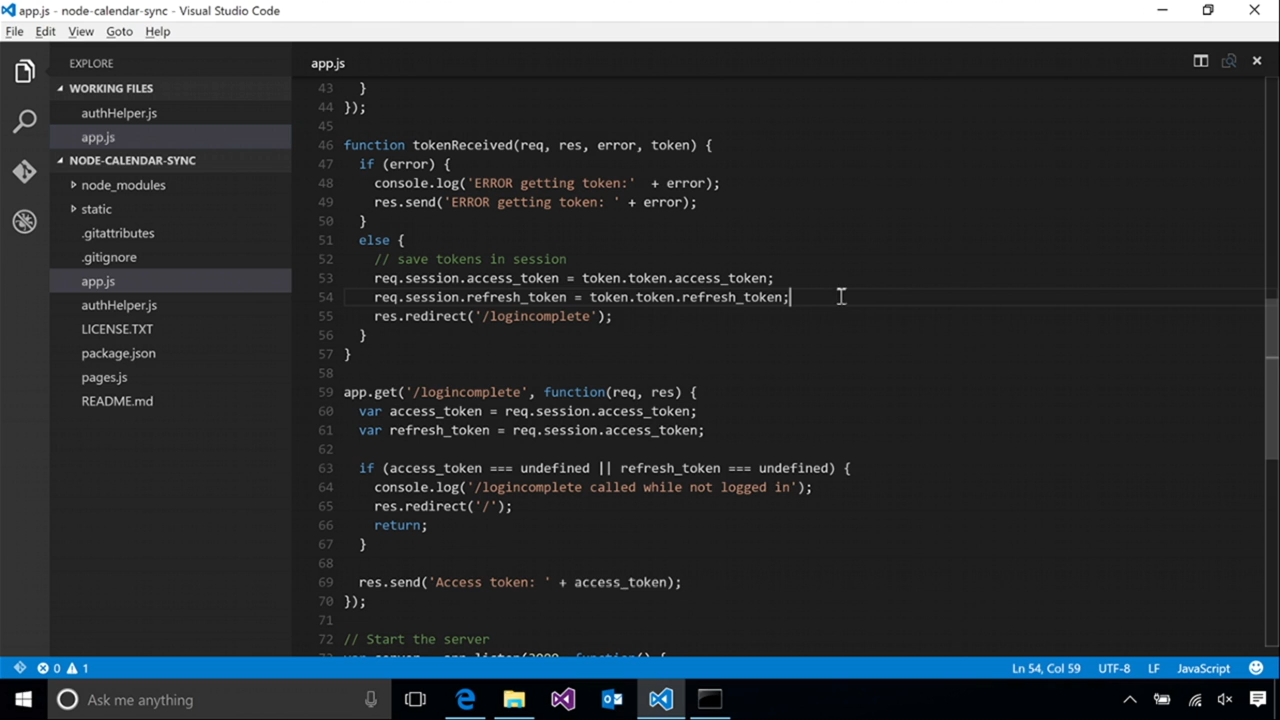 app.js - node-calendar-sync - Visual Studio Code
File Edit View Goto Help
EXPLORE
WORKING FILES
authHelper.js
app.js
NODE-CALENDAR-SYNC
node_modules
static
.gitattributes
.gitignore
app.js
authHelper.js
LICENSE.TXT
package.json
pages.js
README.md
app.js
43 }
44 });
45
46 function tokenReceived(req, res, error, token) {
47 if (error) {
48 console.log('ERROR getting token:' + error);
49 res.send('ERROR getting token: ' + error);
50 }
51 else {
52 // save tokens in session
53 req.session.access_token = token.token.access_token;
54 req.session.refresh_token = token.token.refresh_token;
55 res.redirect('/logincomplete');
56 }
57 }
58
59 app.get('/logincomplete', function(req, res) {
60 var access_token = req.session.access_token;
61 var refresh_token = req.session.access_token;
62
63 if (access_token === undefined || refresh_token === undefined) {
64 console.log('/logincomplete called while not logged in');
65 res.redirect('/');
66 return;
67 }
68
69 res.send('Access token: ' + access_token);
70 });
71
72 // Start the server
73 var server = app.listen(3000, function() {
0 1
Ln 54, Col 59 UTF-8 LF JavaScript
Ask me anything